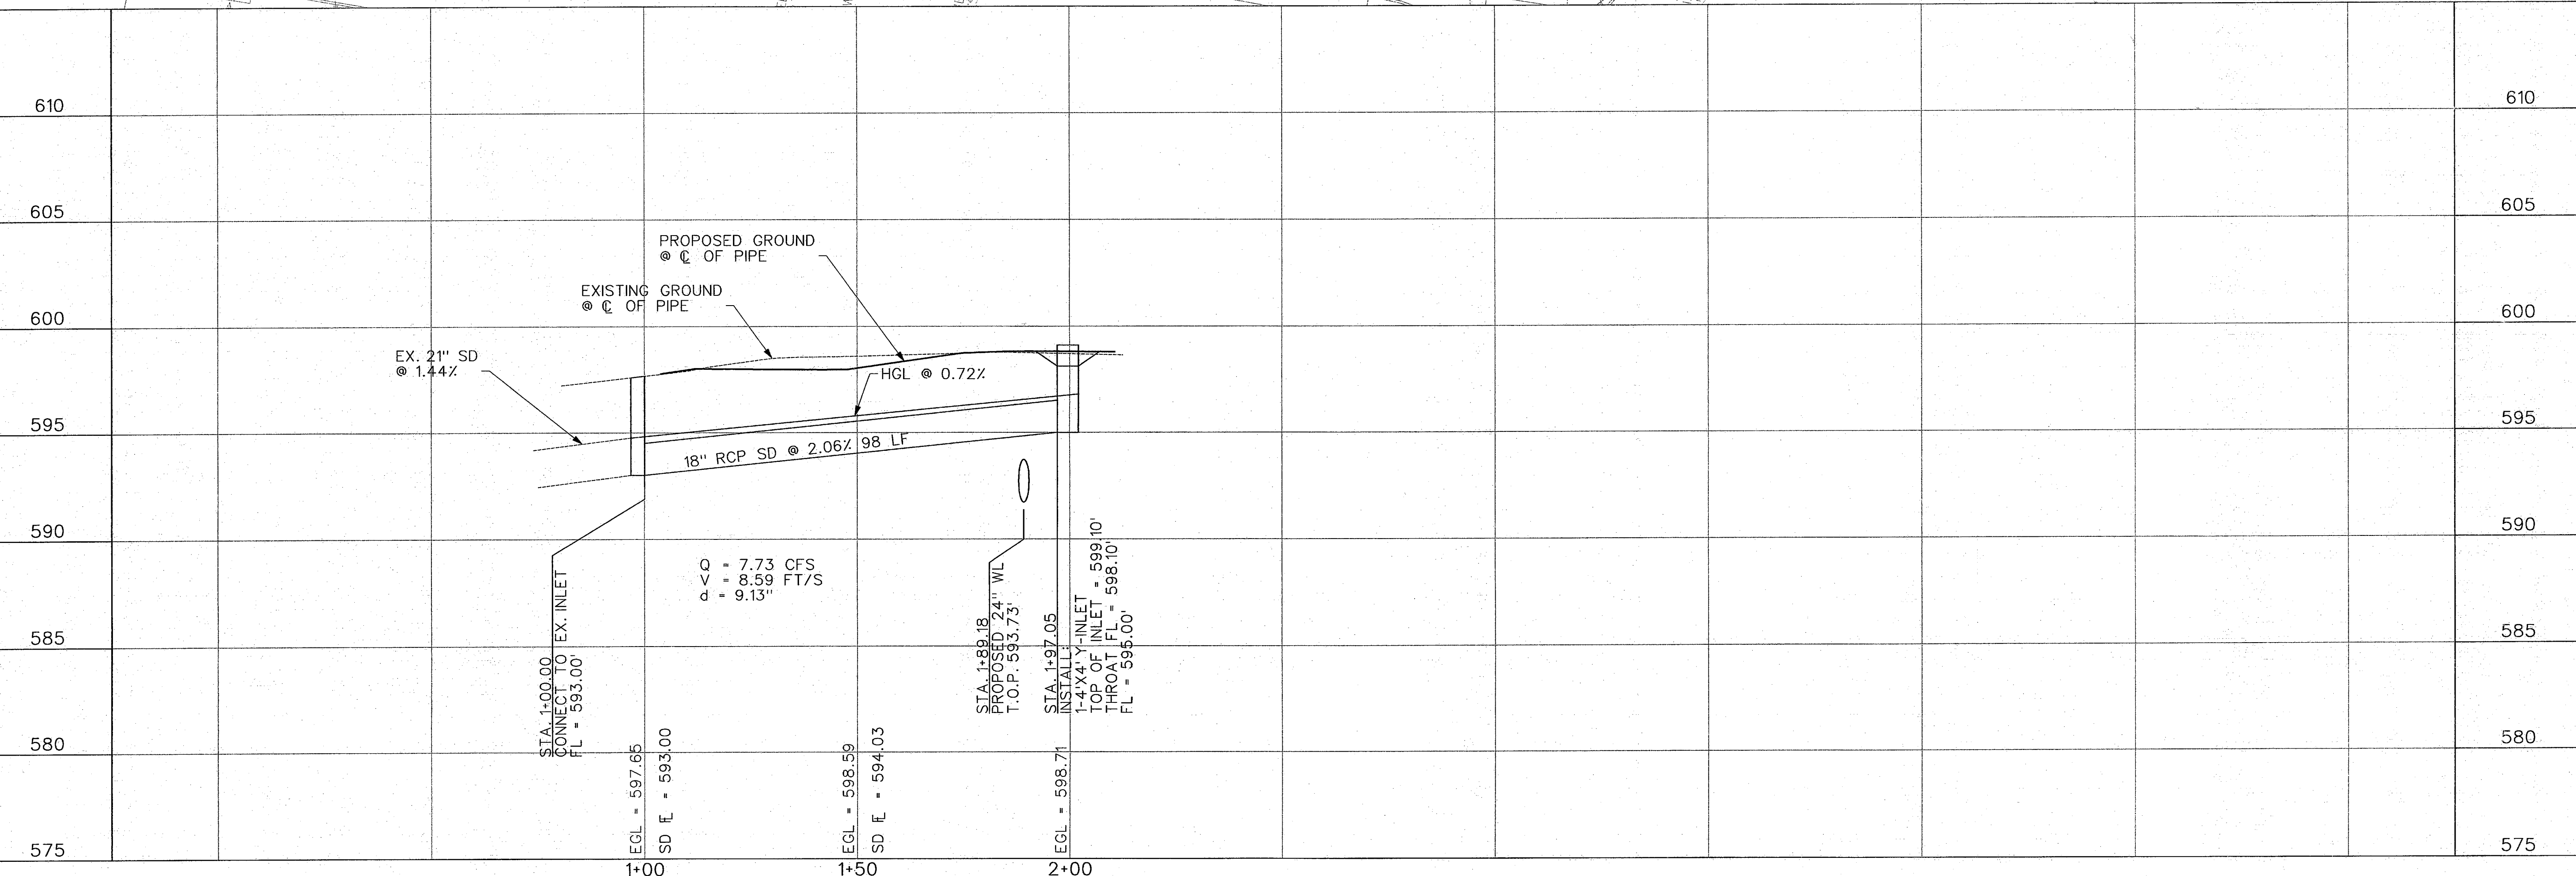 610
610
605
605
PROPOSED GROUND
@ ℄ OF PIPE
EXISTING GROUND
@ ℄ OF PIPE
600
600
EX. 21" SD
@ 1.44%
HGL @ 0.72%
595
595
18" RCP SD @ 2.06% 98 LF
590
590
Q = 7.73 CFS
V = 8.59 FT/S
d = 9.13"
585
585
STA. 1+00.00
CONNECT TO EX. INLET
FL = 593.00'
STA. 1+89.18
PROPOSED 24" WL
T.O.P. 593.73'
STA. 1+97.05
INSTALL:
1-4'X4' Y-INLET
TOP OF INLET = 599.10'
THROAT FL = 598.10'
FL = 595.00'
580
580
EGL = 597.65
SD FL = 593.00
EGL = 598.59
SD FL = 594.03
EGL = 598.71
575
575
1+00
1+50
2+00